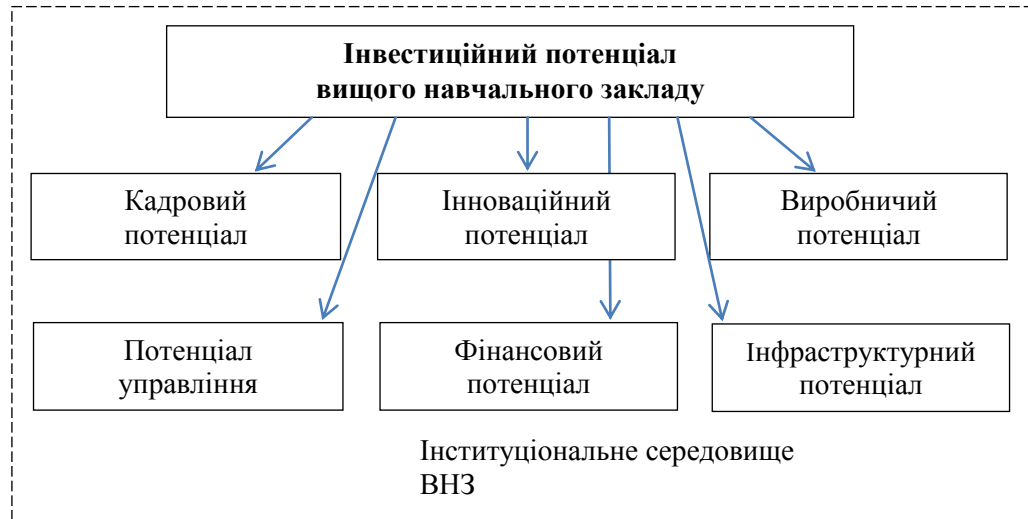 Інвестиційний потенціал
вищого навчального закладу
Кадровий
потенціал
Інноваційний
потенціал
Виробничий
потенціал
Потенціал
управління
Фінансовий
потенціал
Інфраструктурний
потенціал
Інституціональне середовище
ВНЗ